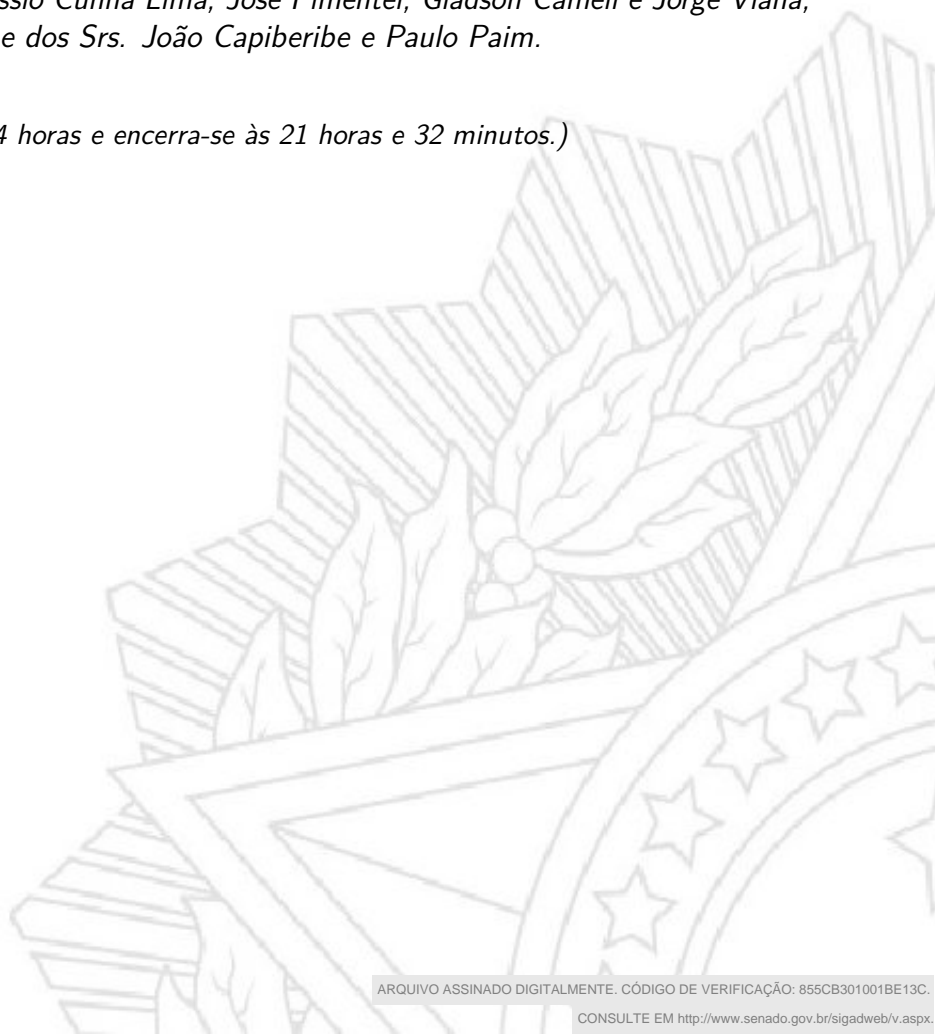 Cunha Lima, José Pimentel, Gladson Cameli e Jorge Viana,
e dos Srs. João Capiberibe e Paulo Paim.
4 horas e encerra-se às 21 horas e 32 minutos.)
ARQUIVO ASSINADO DIGITALMENTE. CÓDIGO DE VERIFICAÇÃO: 855CB301001BE13C.
CONSULTE EM http://www.senado.gov.br/sigadweb/v.aspx.